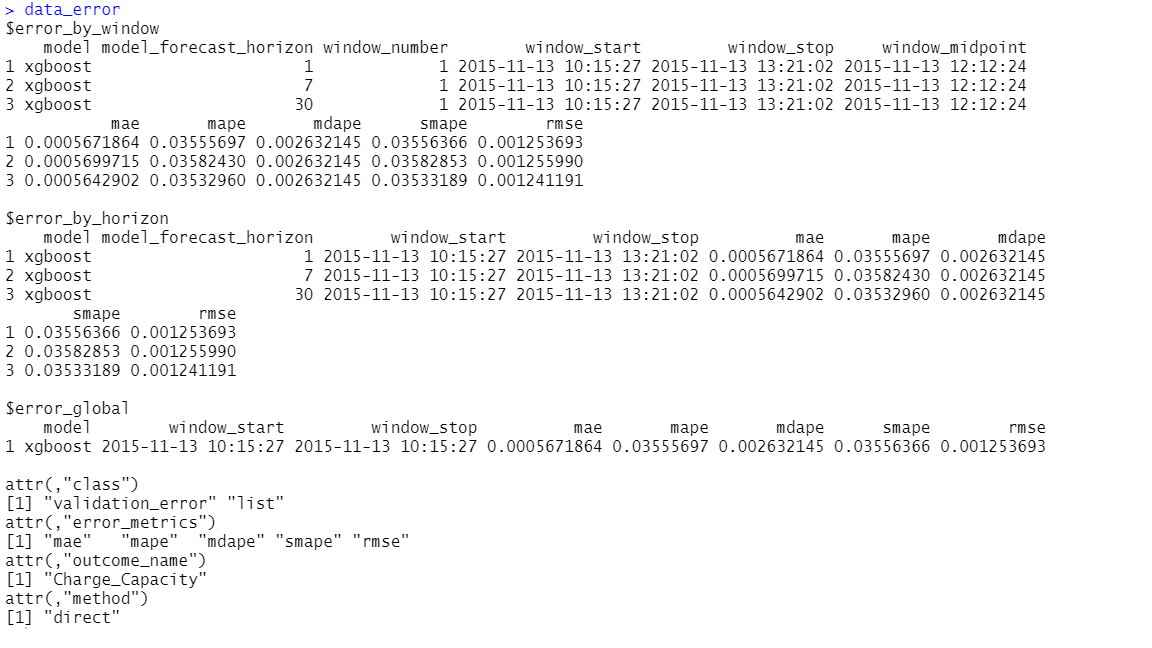 > data_error
$error_by_window
    model model_forecast_horizon window_number        window_start         window_stop     window_midpoint
1 xgboost                      1             1 2015-11-13 10:15:27 2015-11-13 13:21:02 2015-11-13 12:12:24
2 xgboost                      7             1 2015-11-13 10:15:27 2015-11-13 13:21:02 2015-11-13 12:12:24
3 xgboost                     30             1 2015-11-13 10:15:27 2015-11-13 13:21:02 2015-11-13 12:12:24
           mae       mape       mdape      smape        rmse
1 0.0005671864 0.03555697 0.002632145 0.03556366 0.001253693
2 0.0005699715 0.03582430 0.002632145 0.03582853 0.001255990
3 0.0005642902 0.03532960 0.002632145 0.03533189 0.001241191

$error_by_horizon
    model model_forecast_horizon        window_start         window_stop          mae       mape       mdape
1 xgboost                      1 2015-11-13 10:15:27 2015-11-13 13:21:02 0.0005671864 0.03555697 0.002632145
2 xgboost                      7 2015-11-13 10:15:27 2015-11-13 13:21:02 0.0005699715 0.03582430 0.002632145
3 xgboost                     30 2015-11-13 10:15:27 2015-11-13 13:21:02 0.0005642902 0.03532960 0.002632145
       smape        rmse
1 0.03556366 0.001253693
2 0.03582853 0.001255990
3 0.03533189 0.001241191

$error_global
    model        window_start         window_stop          mae       mape       mdape      smape        rmse
1 xgboost 2015-11-13 10:15:27 2015-11-13 10:15:27 0.0005671864 0.03555697 0.002632145 0.03556366 0.001253693

attr(,"class")
[1] "validation_error" "list"
attr(,"error_metrics")
[1] "mae"   "mape"  "mdape" "smape" "rmse"
attr(,"outcome_name")
[1] "Charge_Capacity"
attr(,"method")
[1] "direct"